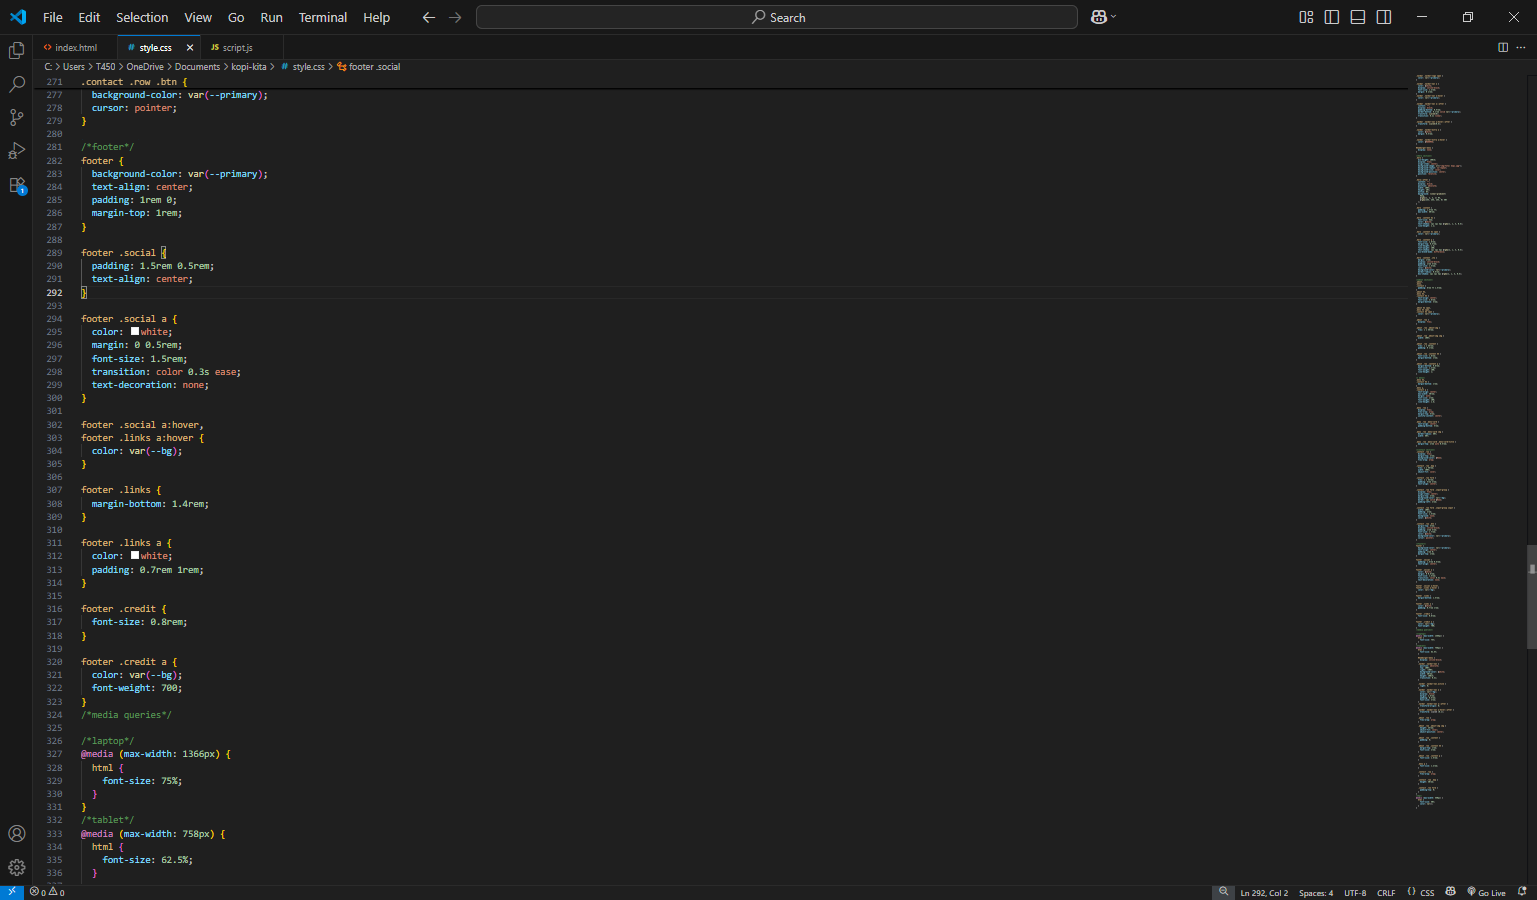 File Edit Selection View Go Run Terminal Help
Search
index.html
style.css
JS script.js
C: > Users > T450 > OneDrive > Documents > kopi-kita > # style.css > footer .social
271 .contact .row .btn {
277 background-color: var(--primary);
278 cursor: pointer;
279 }
280
281 /*footer*/
282 footer {
283 background-color: var(--primary);
284 text-align: center;
285 padding: 1rem 0;
286 margin-top: 1rem;
287 }
288
289 footer .social {
290 padding: 1.5rem 0.5rem;
291 text-align: center;
292 }
293
294 footer .social a {
295 color: white;
296 margin: 0 0.5rem;
297 font-size: 1.5rem;
298 transition: color 0.3s ease;
299 text-decoration: none;
300 }
301
302 footer .social a:hover,
303 footer .links a:hover {
304 color: var(--bg);
305 }
306
307 footer .links {
308 margin-bottom: 1.4rem;
309 }
310
311 footer .links a {
312 color: white;
313 padding: 0.7rem 1rem;
314 }
315
316 footer .credit {
317 font-size: 0.8rem;
318 }
319
320 footer .credit a {
321 color: var(--bg);
322 font-weight: 700;
323 }
324 /*media queries*/
325
326 /*laptop*/
327 @media (max-width: 1366px) {
328 html {
329 font-size: 75%;
330 }
331 }
332 /*tablet*/
333 @media (max-width: 758px) {
334 html {
335 font-size: 62.5%;
336 }
0 0
Ln 292, Col 2 Spaces: 4 UTF-8 CRLF {} CSS Go Live